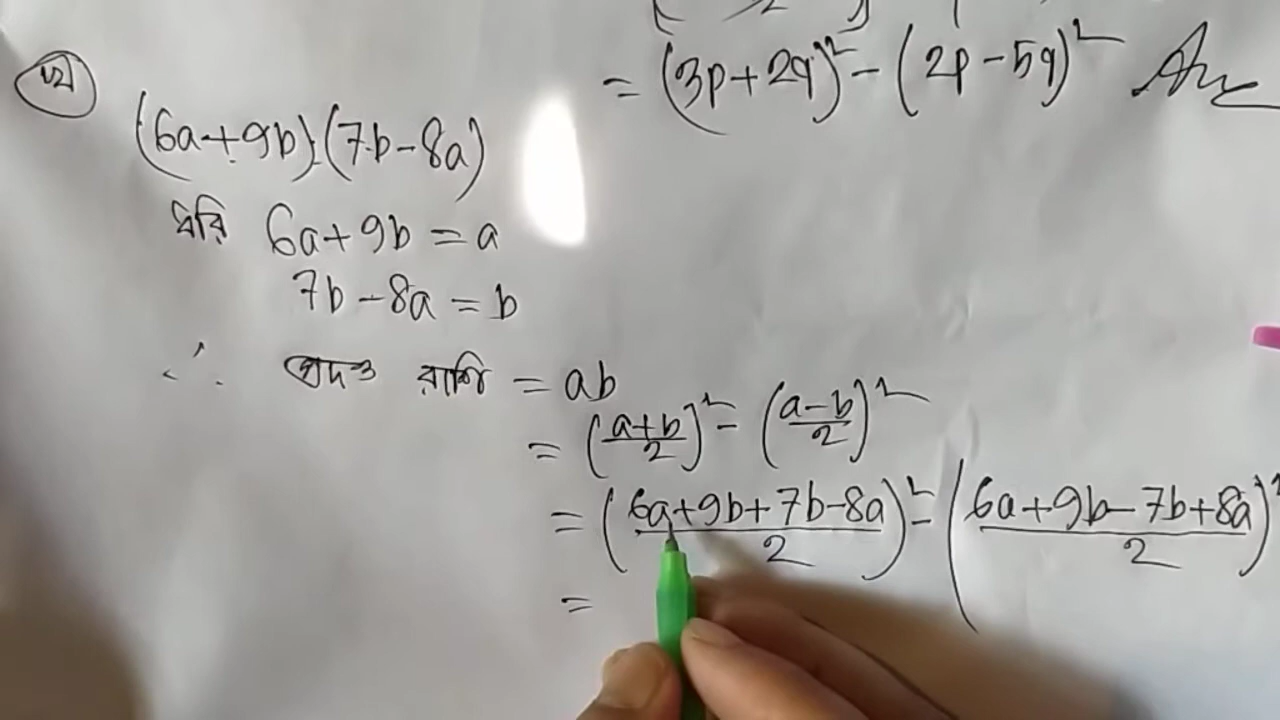 = (3p+2q)² - (2p-5q)² Ans
(6a+9b)(7b-8a)
ধরি 6a+9b = a
7b-8a = b
∴ প্রদত্ত রাশি = ab
= (a+b/2)² - (a-b/2)²
= (6a+9b+7b-8a/2)² - (6a+9b-7b+8a/2)²
=